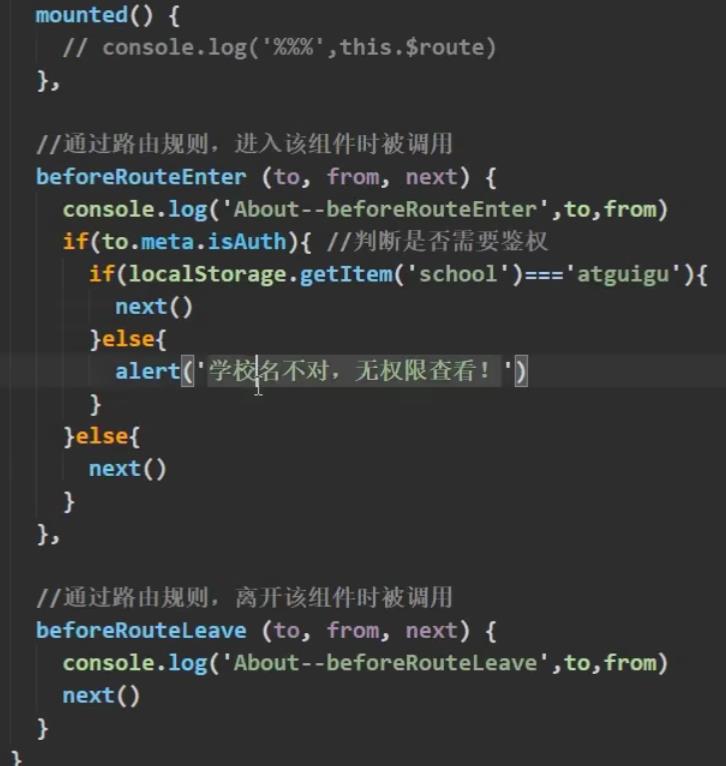 mounted() {
// console.log('%%%',this.$route)
},
//通过路由规则，进入该组件时被调用
beforeRouteEnter (to, from, next) {
console.log('About--beforeRouteEnter',to,from)
if(to.meta.isAuth){ //判断是否需要鉴权
if(localStorage.getItem('school')==='atguigu'){
next()
}else{
alert('学校名不对，无权限查看！')
}
}else{
next()
}
},
//通过路由规则，离开该组件时被调用
beforeRouteLeave (to, from, next) {
console.log('About--beforeRouteLeave',to,from)
next()
}
}